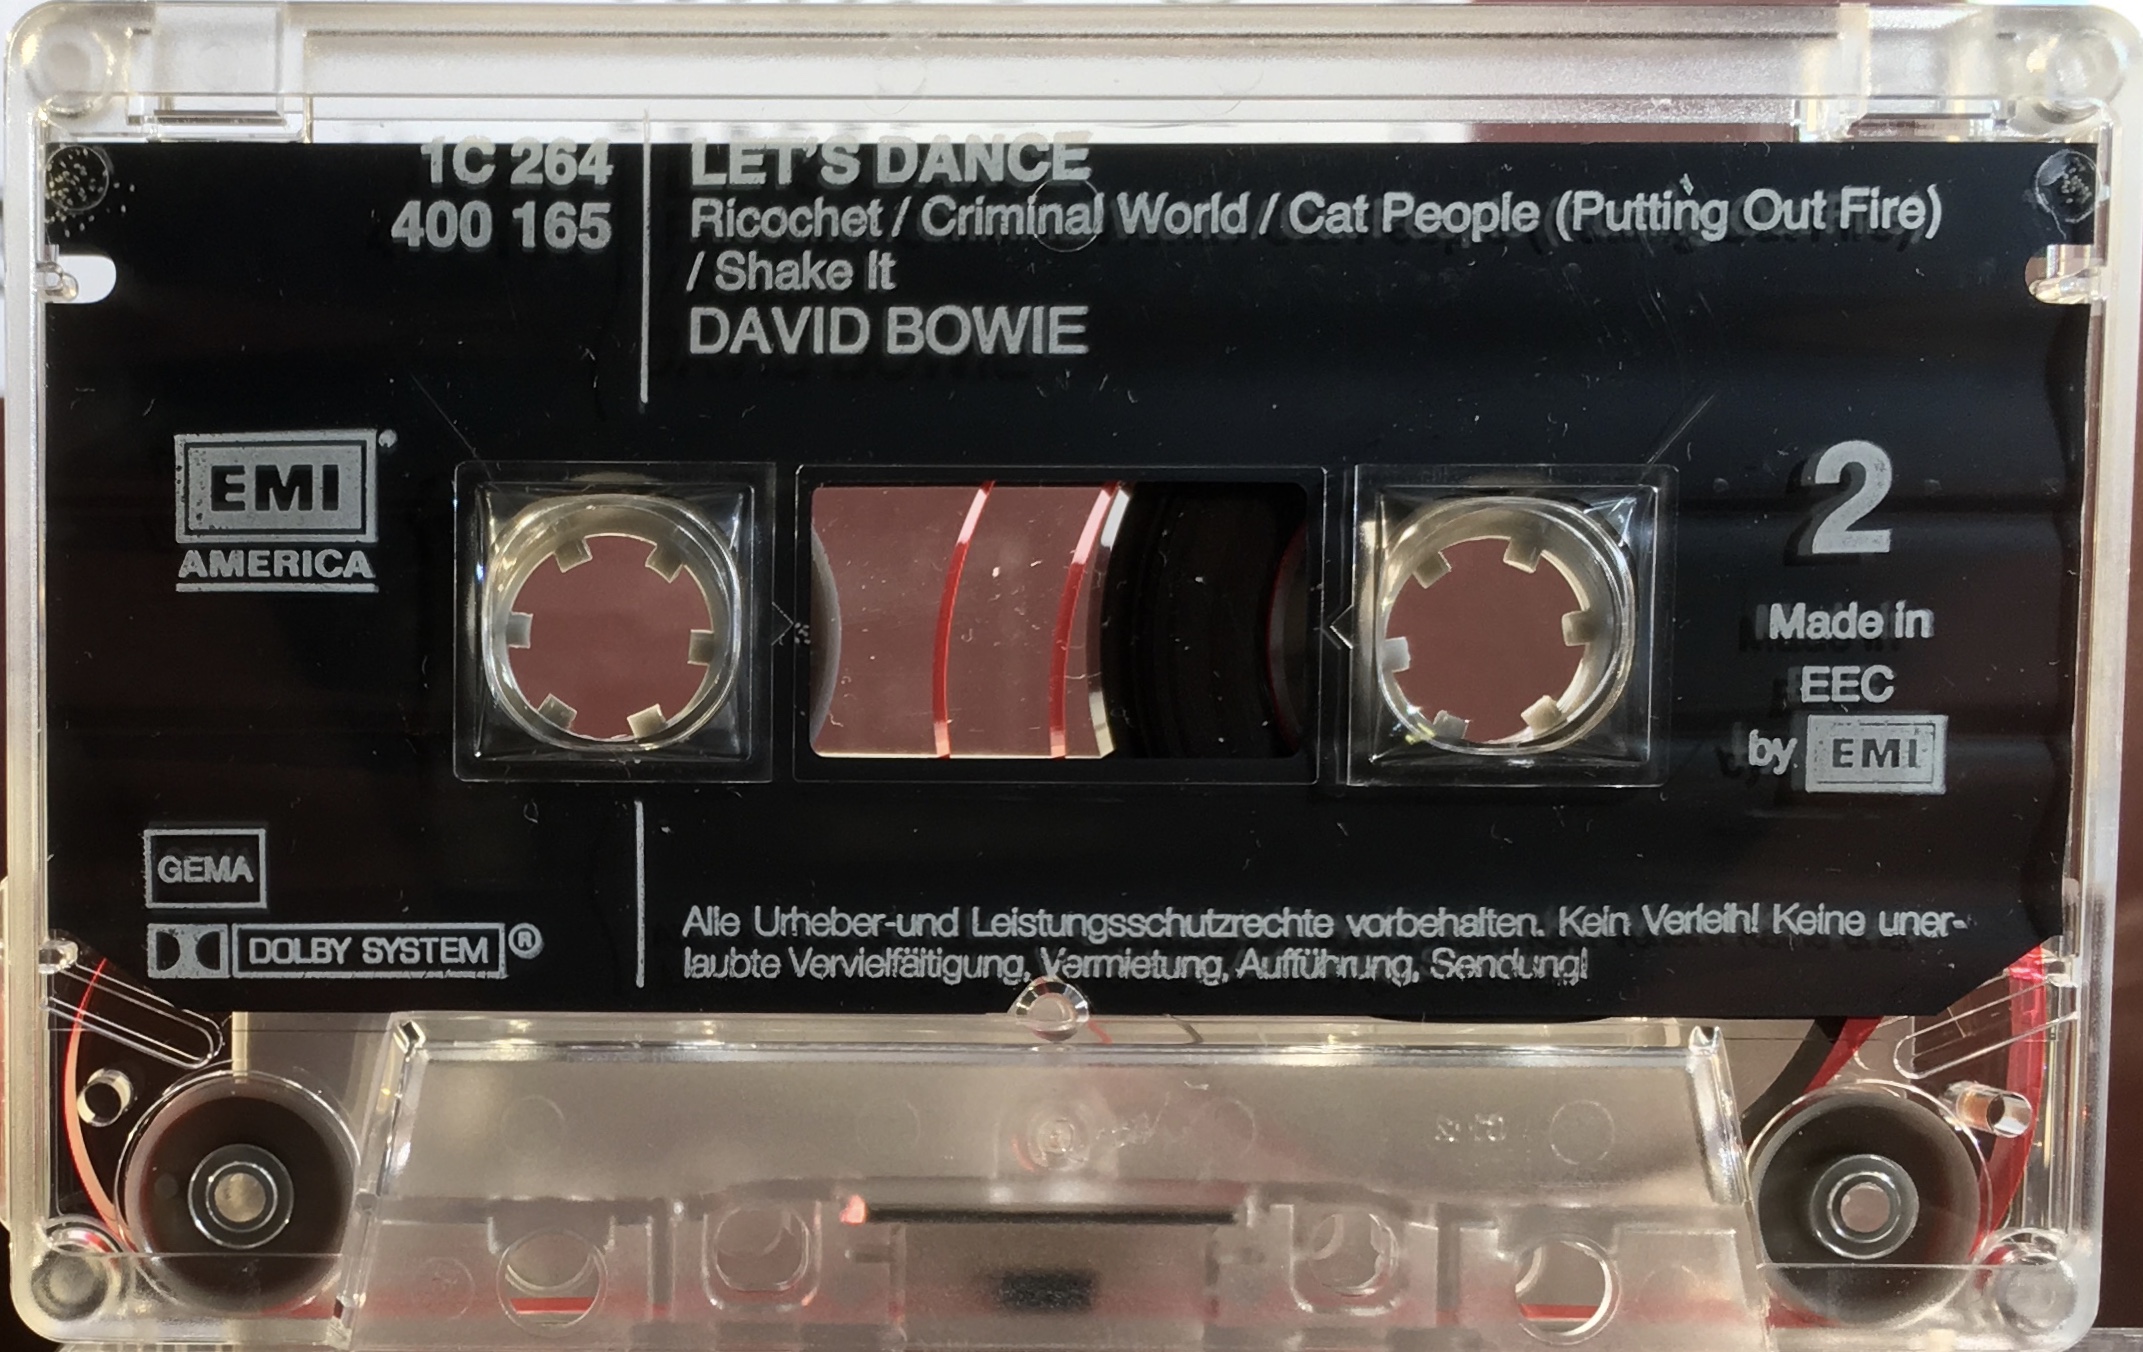 1C 264
400 165
LET'S DANCE
Ricochet / Criminal World / Cat People (Putting Out Fire)
/ Shake It
DAVID BOWIE
EMI
AMERICA
2
Made in
EEC
by EMI
GEMA
DOLBY SYSTEM®
Alle Urheber-und Leistungsschutzrechte vorbehalten. Kein Verleih! Keine uner-
laubte Vervielfältigung, Vermietung, Aufführung, Sendung!